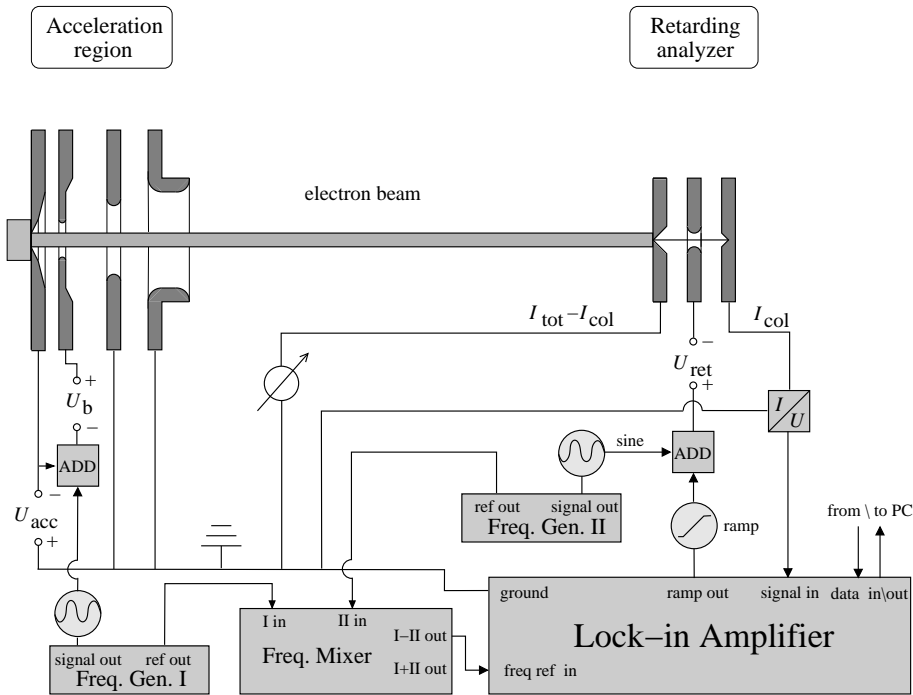 Acceleration
region
Retarding
analyzer
electron beam
I tot – I col
I col
−
U ret
+
+
U b
−
I
U
ADD
sine
ADD
−
U acc
+
ref out signal out
Freq. Gen. II
ramp
from \ to PC
ground
ramp out
signal in
data in\out
I in
II in
I−II out
I+II out
Freq. Mixer
Lock−in Amplifier
freq ref in
signal out ref out
Freq. Gen. I